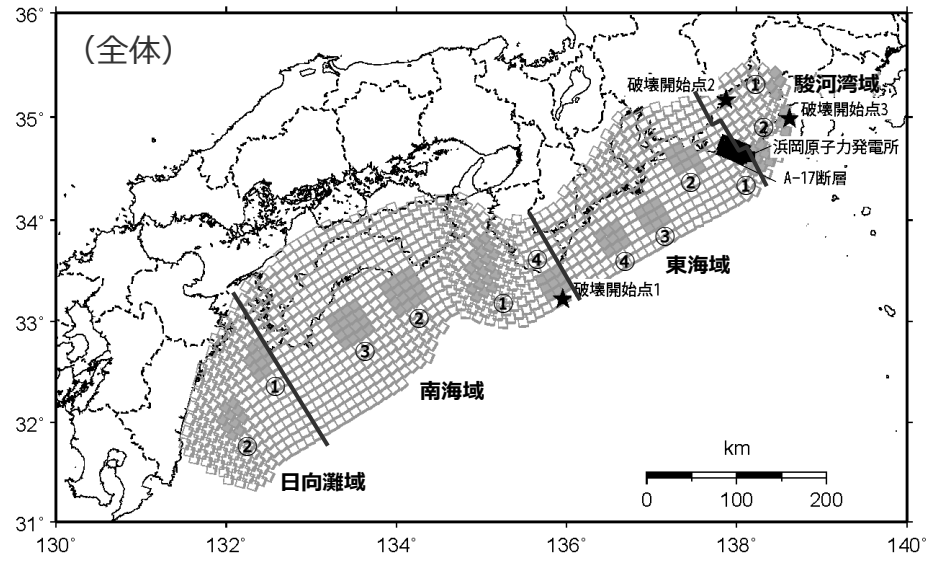 36°
35°
34°
33°
32°
31°
(全体)
破壊開始点2
①
駿河湾域
破壊開始点3
②
浜岡原子力発電所
A-17断層
②
①
③
④
東海域
④
破壊開始点1
①
②
③
南海域
①
②
日向灘域
km
0 100 200
130° 132° 134° 136° 138° 140°